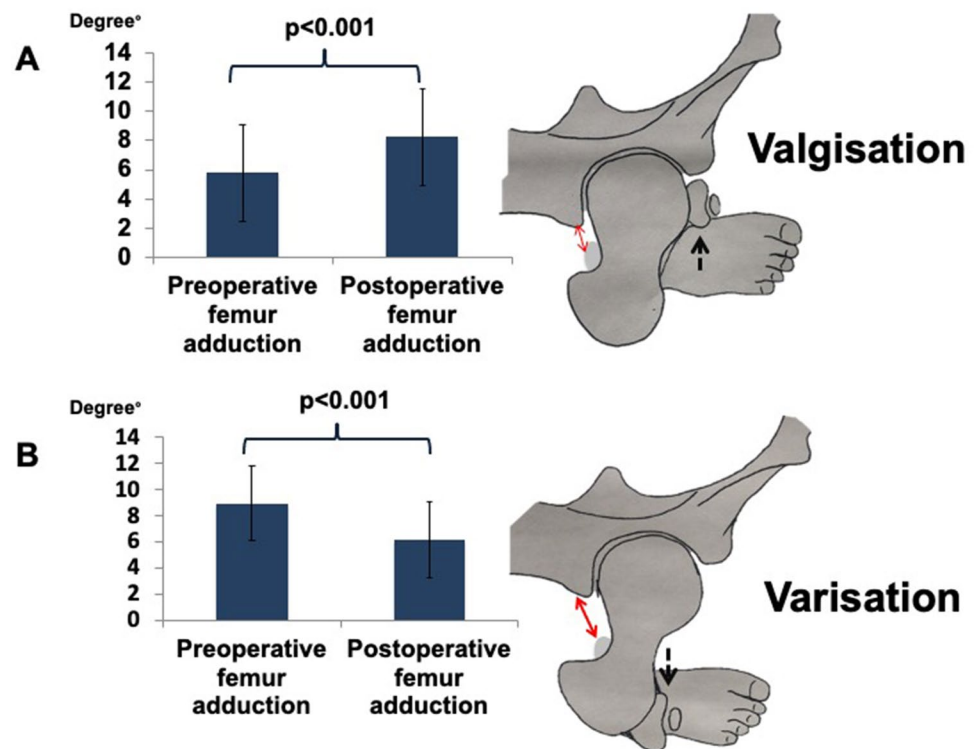 A
Degree°
p<0.001
14
12
10
8
6
4
2
0
Preoperative
femur
adduction
Postoperative
femur
adduction
Valgisation
B
Degree°
p<0.001
14
12
10
8
6
4
2
0
Preoperative
femur
adduction
Postoperative
femur
adduction
Varisation